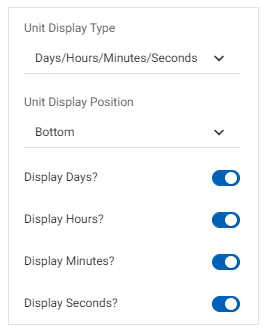 Unit Display Type
Days/Hours/Minutes/Seconds
Unit Display Position
Bottom
Display Days?
Display Hours?
Display Minutes?
Display Seconds?